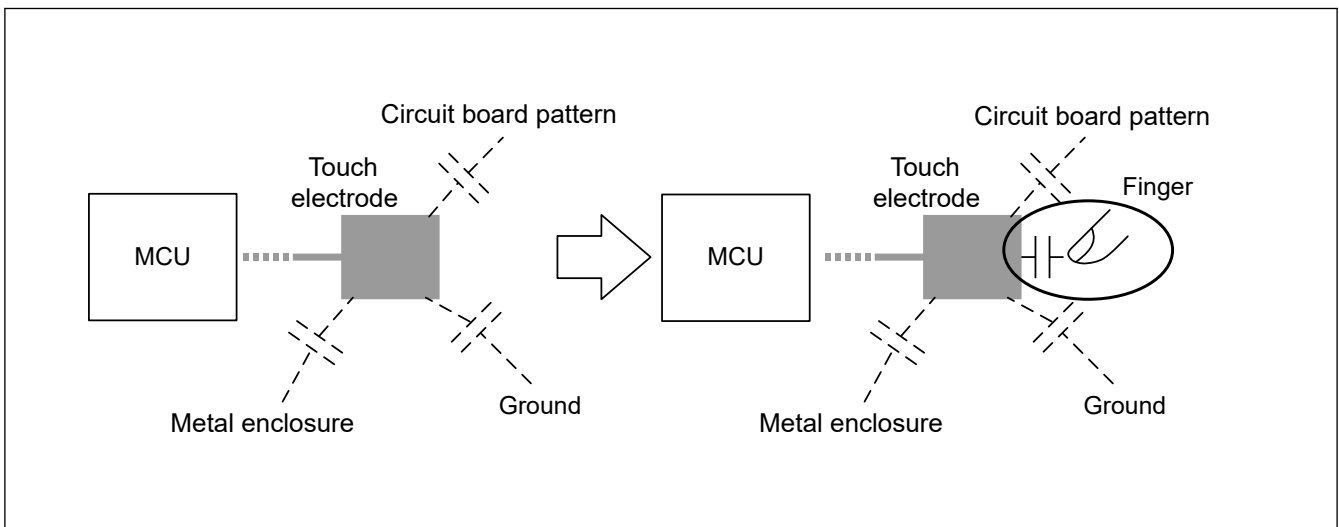 Circuit board pattern
Touch
electrode
MCU
Metal enclosure
Ground
Circuit board pattern
Touch
electrode
Finger
MCU
Metal enclosure
Ground